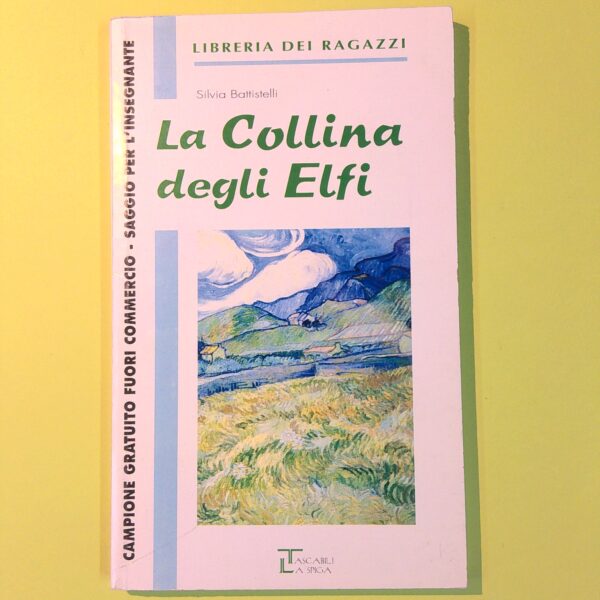 LIBRERIA DEI RAGAZZI
Silvia Battistelli
La Collina
degli Elfi
CAMPIONE GRATUITO FUORI COMMERCIO - SAGGIO PER L'INSEGNANTE
TASCABILI
LA SPIGA